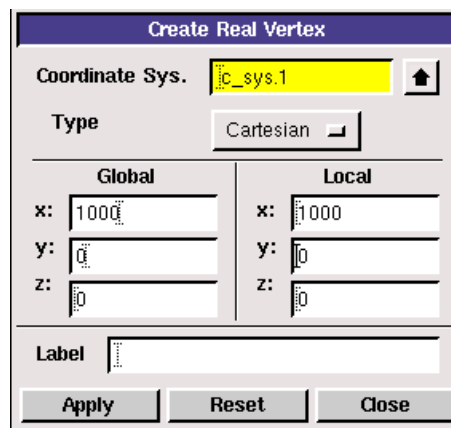 Create Real Vertex
Coordinate Sys. c_sys.1
Type Cartesian
Global Local
x: 1000 x: 1000
y: 0 y: 0
z: 0 z: 0
Label
Apply Reset Close